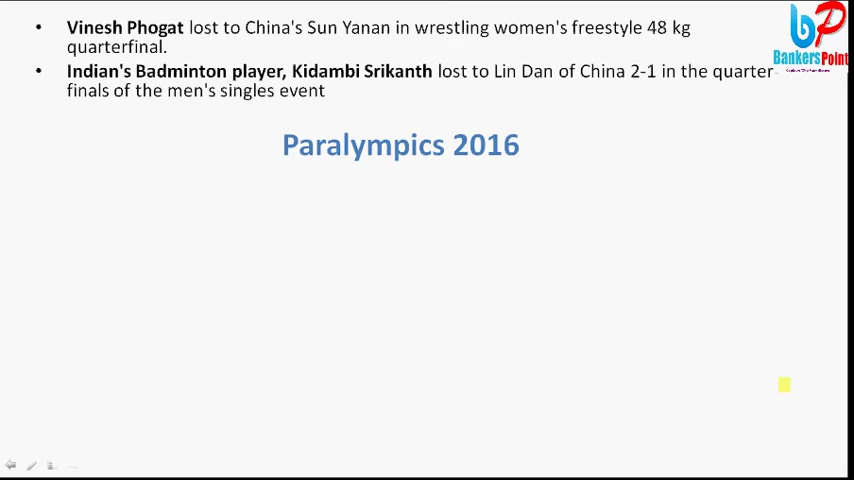 • Vinesh Phogat lost to China's Sun Yanan in wrestling women's freestyle 48 kg
quarterfinal.
• Indian's Badminton player, Kidambi Srikanth lost to Lin Dan of China 2-1 in the quarter-
finals of the men's singles event
Paralympics 2016
bP
BankersPoint